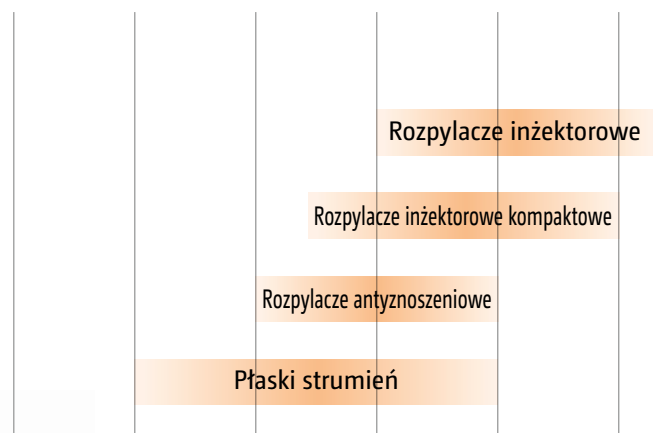 Rozpylacze inżektorowe
Rozpylacze inżektorowe kompaktowe
Rozpylacze antyznoszeniowe
Płaski strumień